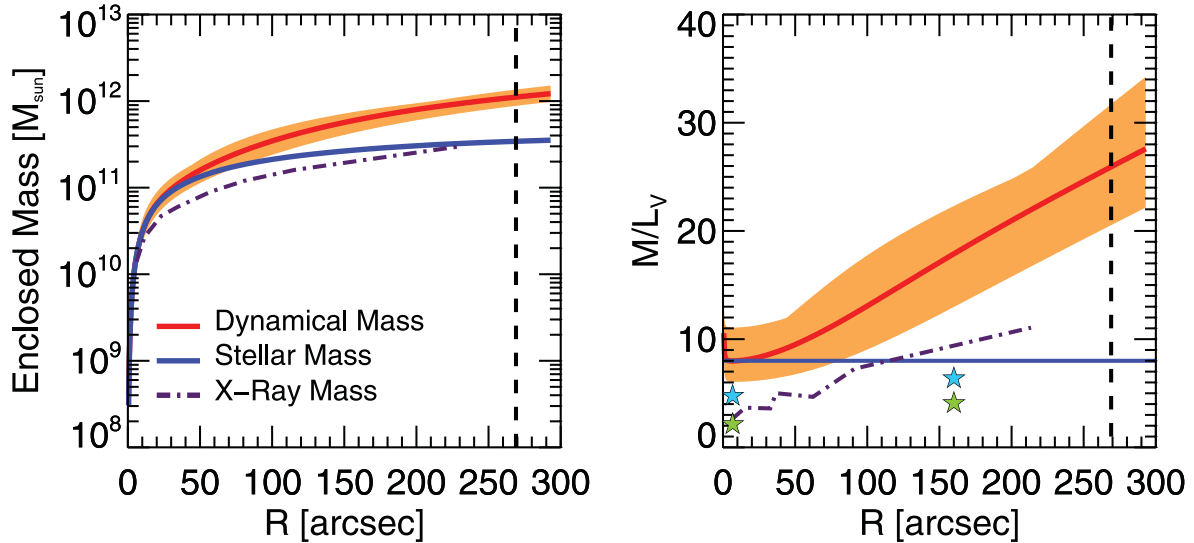 Enclosed Mass [M_sun]
10^13
10^12
10^11
10^10
10^9
10^8
Dynamical Mass
Stellar Mass
X-Ray Mass
0 50 100 150 200 250 300
R [arcsec]
M/L_V
40
30
20
10
0
0 50 100 150 200 250 300
R [arcsec]